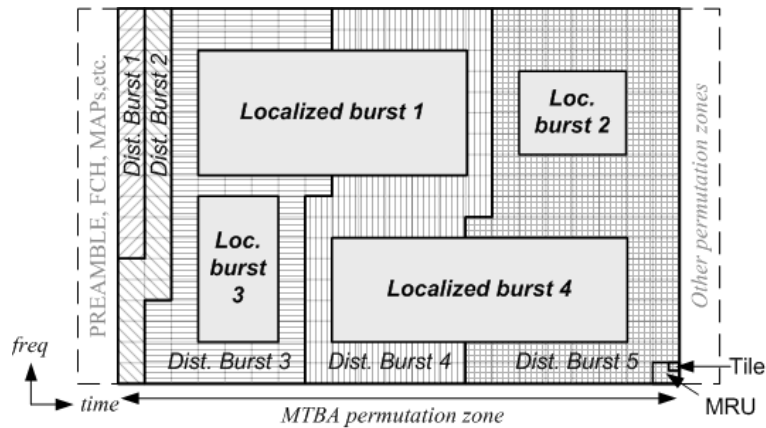 PREAMBLE, FCH, MAPs,etc.
Dist. Burst 1
Dist. Burst 2
Localized burst 1
Loc.
burst 2
Loc.
burst
3
Localized burst 4
Dist. Burst 3
Dist. Burst 4
Dist. Burst 5
Other permutation zones
Tile
MRU
freq
time
MTBA permutation zone